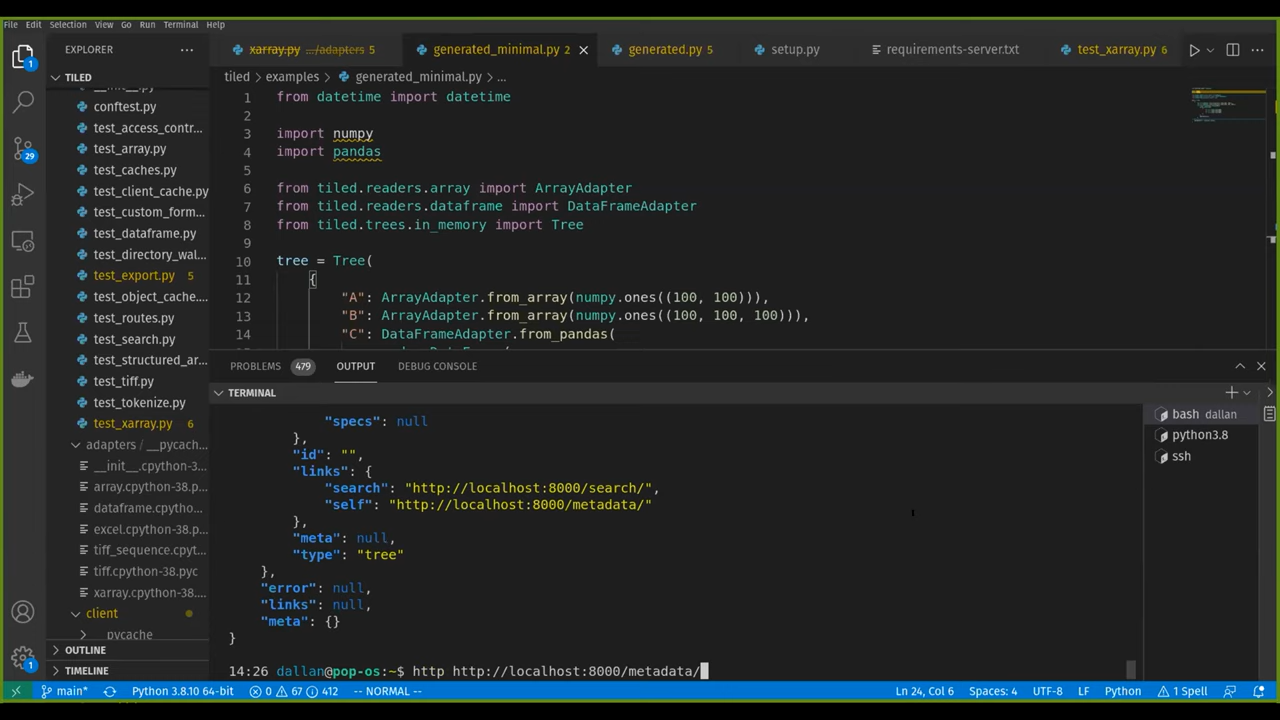 File Edit Selection View Go Run Terminal Help
EXPLORER
xarray.py .../adapters 5
generated_minimal.py 2
generated.py 5
setup.py
requirements-server.txt
test_xarray.py 6
TILED
tiled > examples > generated_minimal.py > ...
__init__.py
conftest.py
test_access_contr...
test_array.py
test_caches.py
test_client_cache.py
test_custom_form...
test_dataframe.py
test_directory_wal...
test_export.py 5
test_object_cache....
test_routes.py
test_search.py
test_structured_ar...
test_tiff.py
test_tokenize.py
test_xarray.py 6
adapters / __pycach...
__init__.cpython-3...
array.cpython-38.p...
dataframe.cpytho...
excel.cpython-38.p...
tiff_sequence.cpyt...
tiff.cpython-38.pyc
xarray.cpython-38....
client
pycache
OUTLINE
TIMELINE
1 from datetime import datetime
2
3 import numpy
4 import pandas
5
6 from tiled.readers.array import ArrayAdapter
7 from tiled.readers.dataframe import DataFrameAdapter
8 from tiled.trees.in_memory import Tree
9
10 tree = Tree(
11 {
12 "A": ArrayAdapter.from_array(numpy.ones((100, 100))),
13 "B": ArrayAdapter.from_array(numpy.ones((100, 100, 100))),
14 "C": DataFrameAdapter.from_pandas(
PROBLEMS 479 OUTPUT DEBUG CONSOLE
TERMINAL
"specs": null
},
"id": "",
"links": {
"search": "http://localhost:8000/search/",
"self": "http://localhost:8000/metadata/"
},
"meta": null,
"type": "tree"
},
"error": null,
"links": null,
"meta": {}
}
14:26 dallan@pop-os:~$ http http://localhost:8000/metadata/
bash dallan
python3.8
ssh
1
29
1
main* Python 3.8.10 64-bit 0 67 412 -- NORMAL -- Ln 24, Col 6 Spaces: 4 UTF-8 LF Python 1 Spell